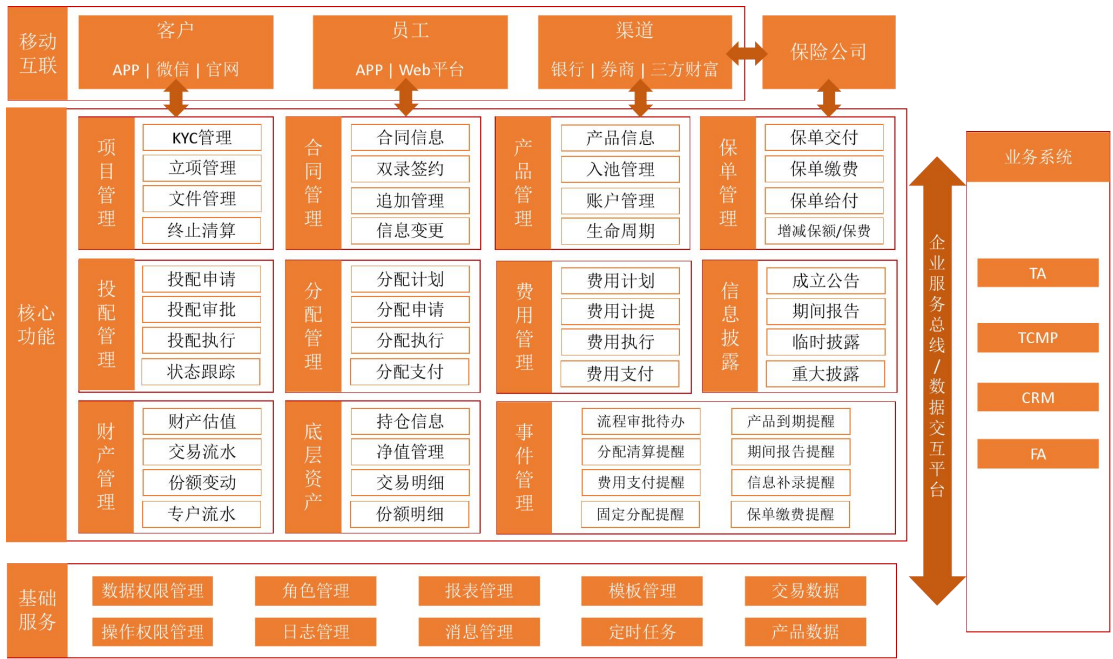 移动
互联
客户
APP | 微信 | 官网
员工
APP | Web平台
渠道
银行 | 券商 | 三方财富
保险公司
核心
功能
项目管理
KYC管理
立项管理
文件管理
终止清算
合同管理
合同信息
双录签约
追加管理
信息变更
产品管理
产品信息
入池管理
账户管理
生命周期
保单管理
保单交付
保单缴费
保单给付
增减保额/保费
投配管理
投配申请
投配审批
投配执行
状态跟踪
分配管理
分配计划
分配申请
分配执行
分配支付
费用管理
费用计划
费用计提
费用执行
费用支付
信息披露
成立公告
期间报告
临时披露
重大披露
财产管理
财产估值
交易流水
份额变动
专户流水
底层资产
持仓信息
净值管理
交易明细
份额明细
事件管理
流程审批待办
产品到期提醒
分配清算提醒
期间报告提醒
费用支付提醒
信息补录提醒
固定分配提醒
保单缴费提醒
企业服务总线/数据交互平台
业务系统
TA
TCMP
CRM
FA
基础
服务
数据权限管理
角色管理
报表管理
模板管理
交易数据
操作权限管理
日志管理
消息管理
定时任务
产品数据